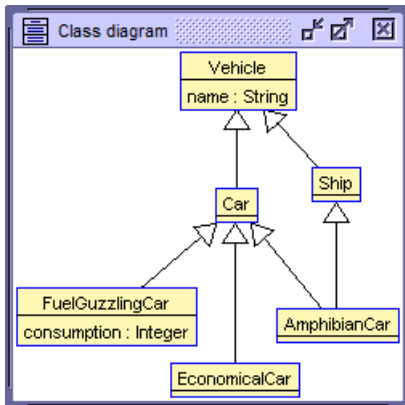 Class diagram
Vehicle
name : String
Ship
Car
FuelGuzzlingCar
consumption : Integer
AmphibianCar
EconomicalCar